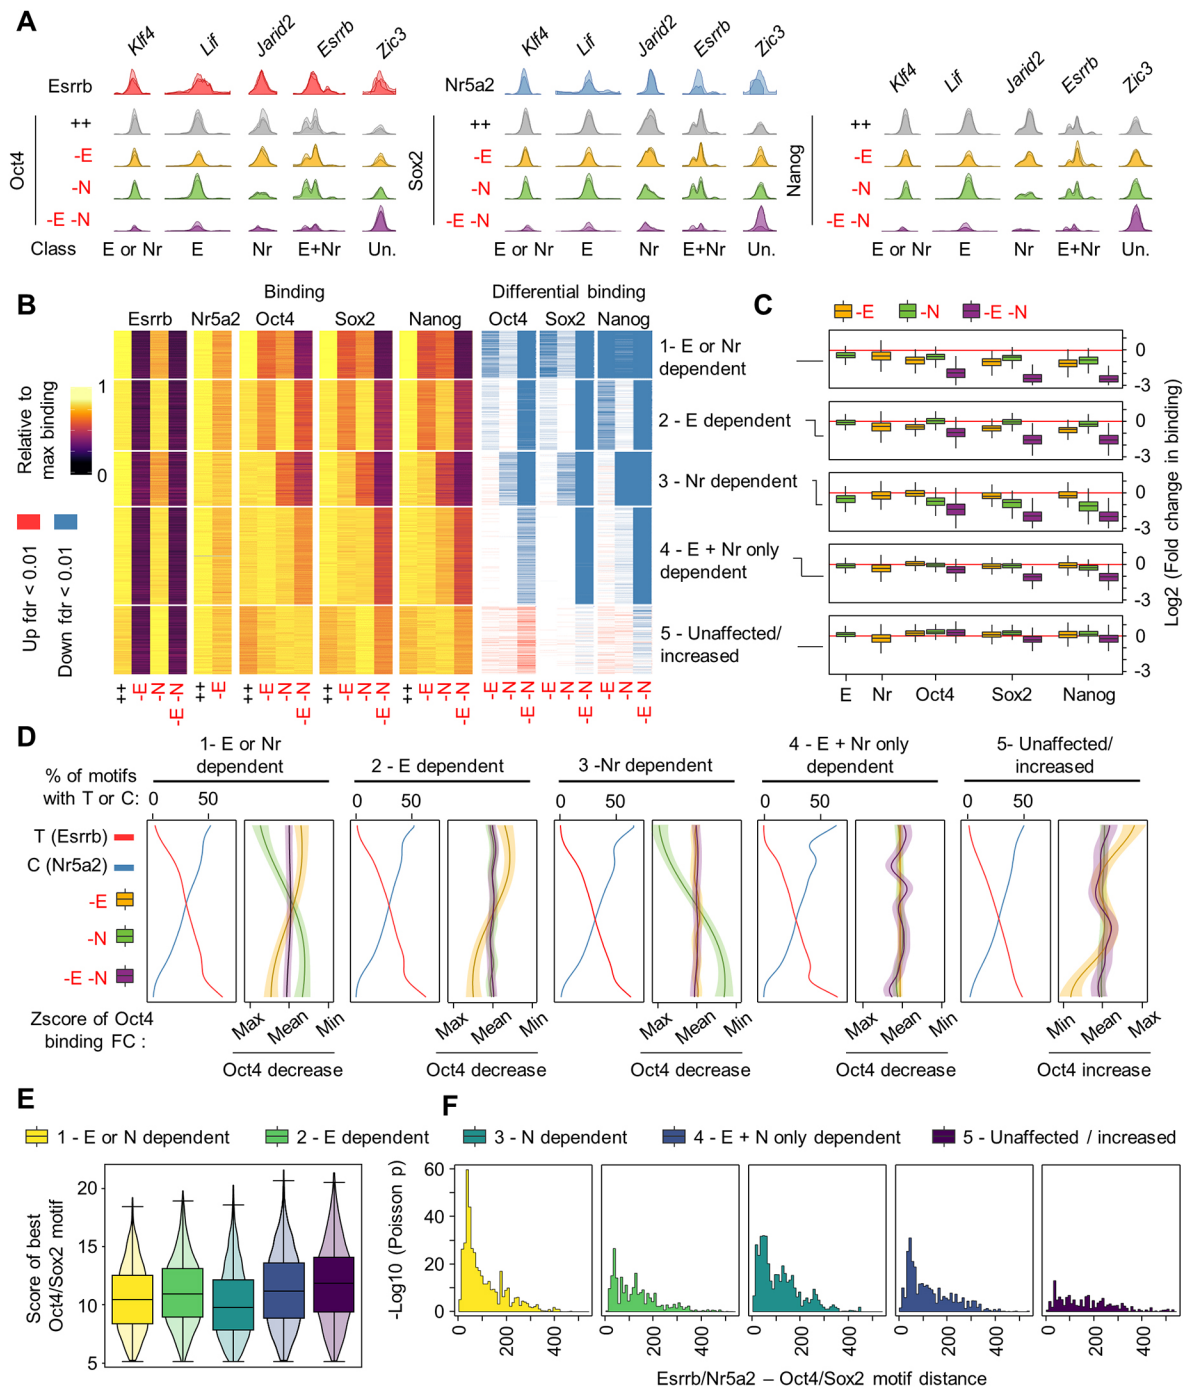 A
Klf4 Lif Jarid2 Esrrb Zic3
Klf4 Lif Jarid2 Esrrb Zic3
Klf4 Lif Jarid2 Esrrb Zic3
Esrrb
Nr5a2
Oct4
++
-E
-N
-E -N
Sox2
++
-E
-N
-E -N
Nanog
++
-E
-N
-E -N
Class E or Nr E Nr E+Nr Un.
E or Nr E Nr E+Nr Un.
E or Nr E Nr E+Nr Un.
B
Binding
Differential binding
Esrrb Nr5a2 Oct4 Sox2 Nanog
Oct4 Sox2 Nanog
Relative to
max binding
1
0
Up fdr < 0.01
Down fdr < 0.01
1- E or Nr
dependent
2 - E dependent
3 - Nr dependent
4 - E + Nr only
dependent
5 - Unaffected/
increased
++ -E -N -E -N ++ -E ++ -E -N -E -N ++ -E -N -E -N ++ -E -N -E -N -E -N -E -N -E -N -E -N -E -N -E -N
C
-E -N -E -N
0
-3
0
-3
0
-3
0
-3
0
-3
Log2 (Fold change in binding)
E Nr Oct4 Sox2 Nanog
D
1- E or Nr
dependent
2 - E dependent
3 -Nr dependent
4 - E + Nr only
dependent
5- Unaffected/
increased
% of motifs
with T or C:
0 50
0 50
0 50
0 50
0 50
T (Esrrb)
C (Nr5a2)
-E
-N
-E -N
Zscore of Oct4
binding FC :
Max Mean Min
Max Mean Min
Max Mean Min
Max Mean Min
Min Mean Max
Oct4 decrease
Oct4 decrease
Oct4 decrease
Oct4 decrease
Oct4 increase
E
F
1 - E or N dependent
2 - E dependent
3 - N dependent
4 - E + N only dependent
5 - Unaffected / increased
Score of best
Oct4/Sox2 motif
20
15
10
5
-Log10 (Poisson p)
60
40
20
0
0 200 400
0 200 400
0 200 400
0 200 400
0 200 400
Esrrb/Nr5a2 – Oct4/Sox2 motif distance